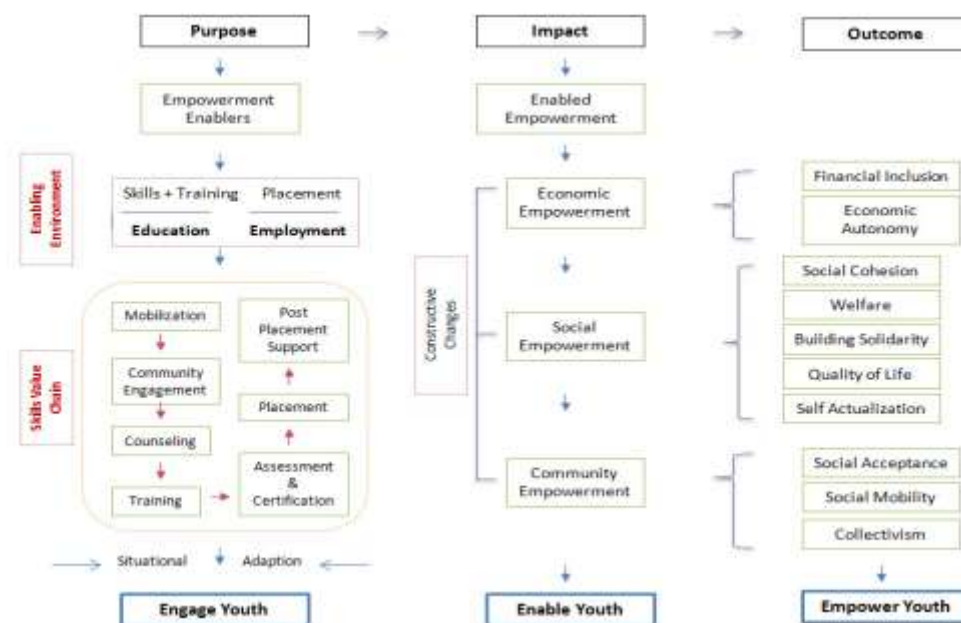 Purpose
Impact
Outcome
Empowerment
Enablers
Enabled
Empowerment
Enabling
Environment
Skills + Training
Placement
Education
Employment
Economic
Empowerment
Financial Inclusion
Economic
Autonomy
Skills Value
Chain
Mobilization
Community
Engagement
Counseling
Training
Assessment
&
Certification
Placement
Post
Placement
Support
Constructive
Changes
Social
Empowerment
Social Cohesion
Welfare
Building Solidarity
Quality of Life
Self Actualization
Community
Empowerment
Social Acceptance
Social Mobility
Collectivism
Situational
Adaption
Engage Youth
Enable Youth
Empower Youth